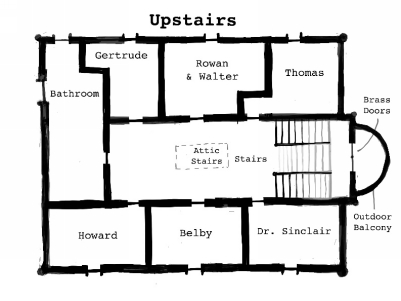 Upstairs
Gertrude
Rowan
& Walter
Thomas
Bathroom
Brass
Doors
Attic
Stairs
Stairs
Outdoor
Balcony
Howard
Belby
Dr. Sinclair